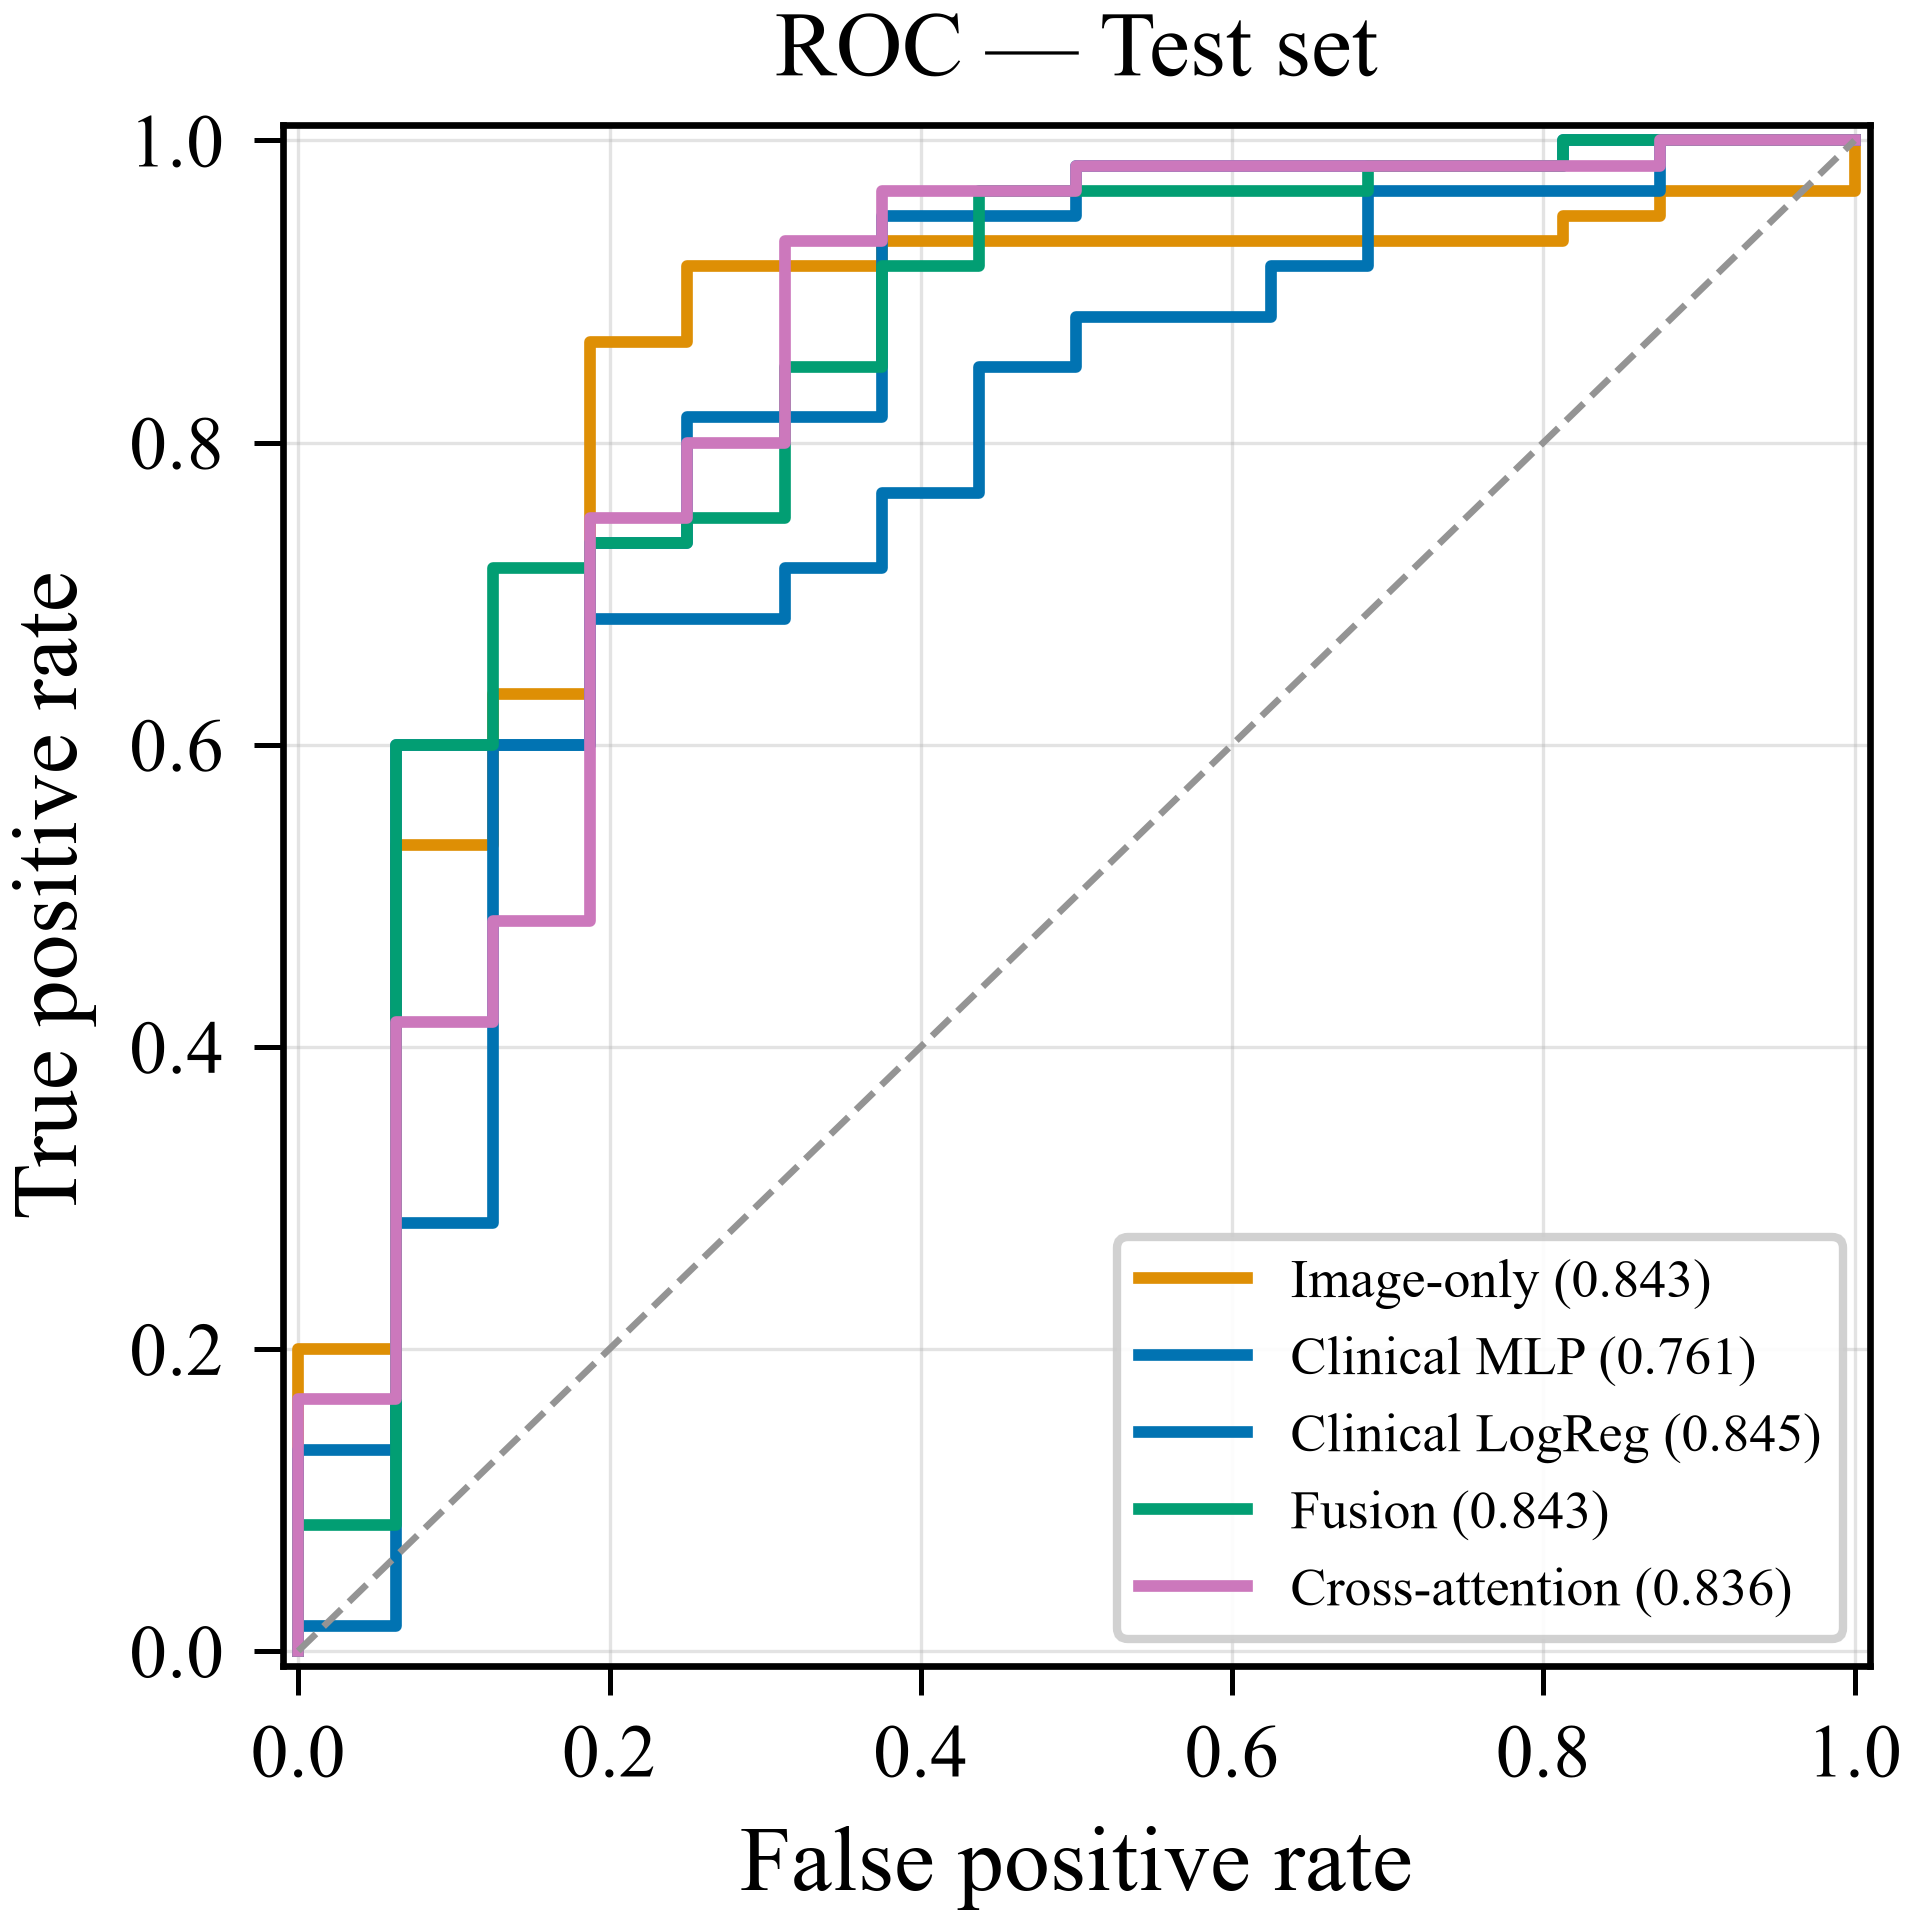 ROC — Test set
True positive rate
1.0
0.8
0.6
0.4
0.2
0.0
Image-only (0.843)
Clinical MLP (0.761)
Clinical LogReg (0.845)
Fusion (0.843)
Cross-attention (0.836)
0.0 0.2 0.4 0.6 0.8 1.0
False positive rate